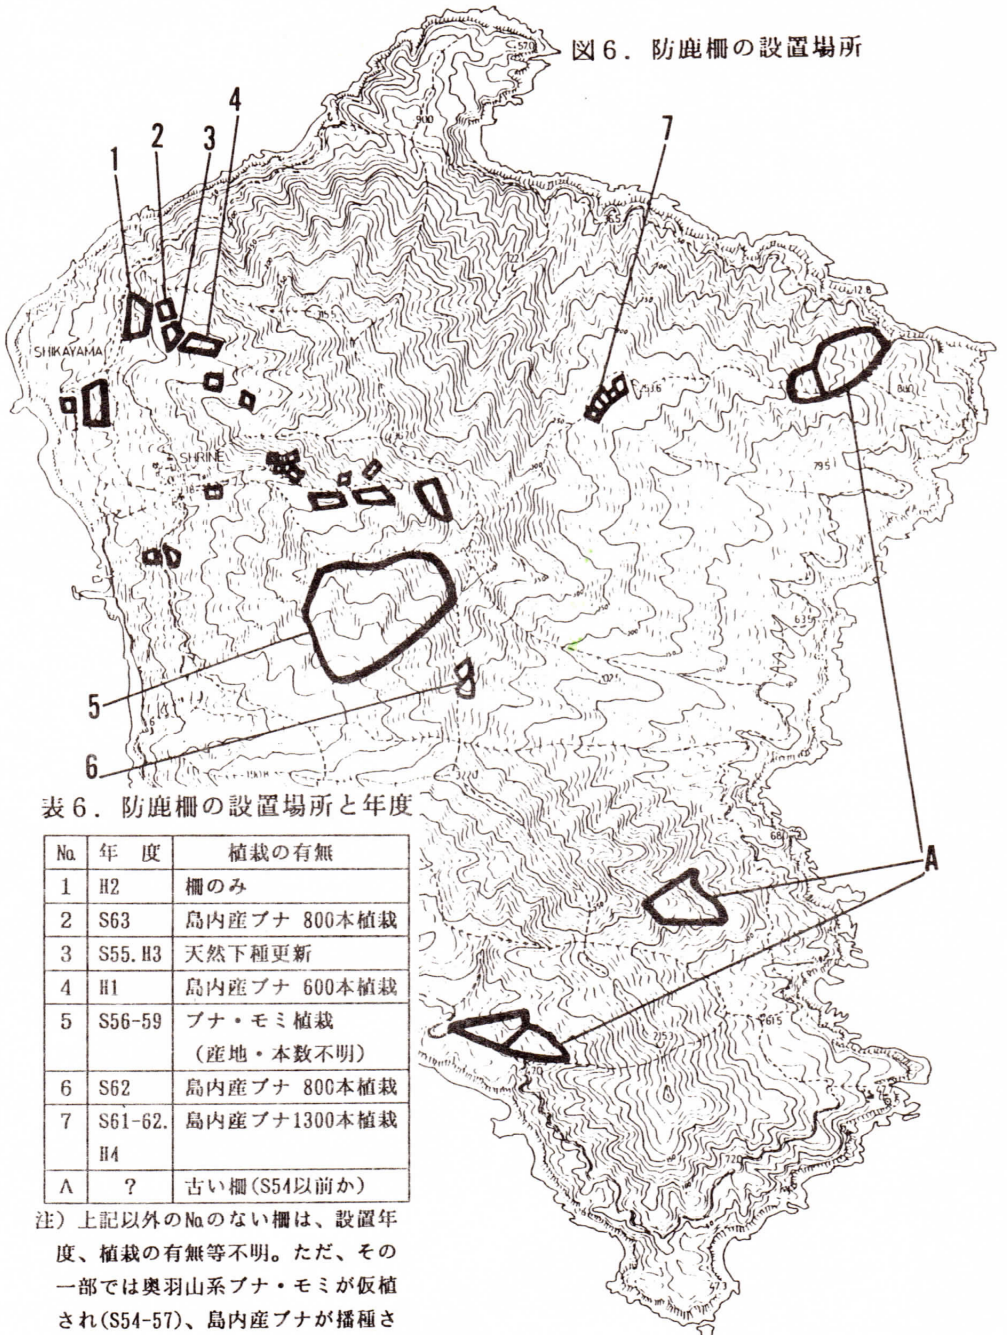 図6. 防鹿柵の設置場所
4
2
3
7
1
SHIKAYAMA
SHRINE
5
6
A
表6. 防鹿柵の設置場所と年度
No. 年 度 植栽の有無
1 H2 柵のみ
2 S63 島内産ブナ 800本植栽
3 S55.H3 天然下種更新
4 H1 島内産ブナ 600本植栽
5 S56-59 ブナ・モミ植栽
(産地・本数不明)
6 S62 島内産ブナ 800本植栽
7 S61-62. 島内産ブナ1300本植栽
H4
A ? 古い柵(S54以前か)
注) 上記以外のNo.のない柵は、設置年
度、植栽の有無等不明。ただ、その
一部では奥羽山系ブナ・モミが仮植
され(S54-57)、島内産ブナが播種さ